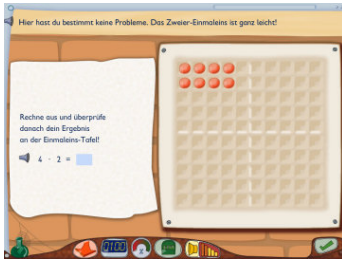 Hier hast du bestimmt keine Probleme. Das Zweier-Einmaleins ist ganz leicht!
Rechne aus und überprüfe
danach dein Ergebnis
an der Einmaleins-Tafel!
4 · 2 =